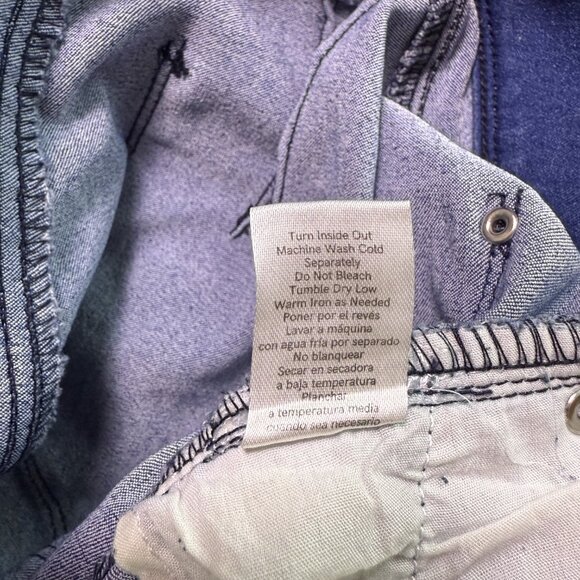 Turn Inside Out
Machine Wash Cold
Separately
Do Not Bleach
Tumble Dry Low
Warm Iron as Needed
Poner por el revés
Lavar a máquina
con agua fría por separado
No blanquear
Secar en secadora
a baja temperatura
Planchar
a temperatura media
cuando sea necesario